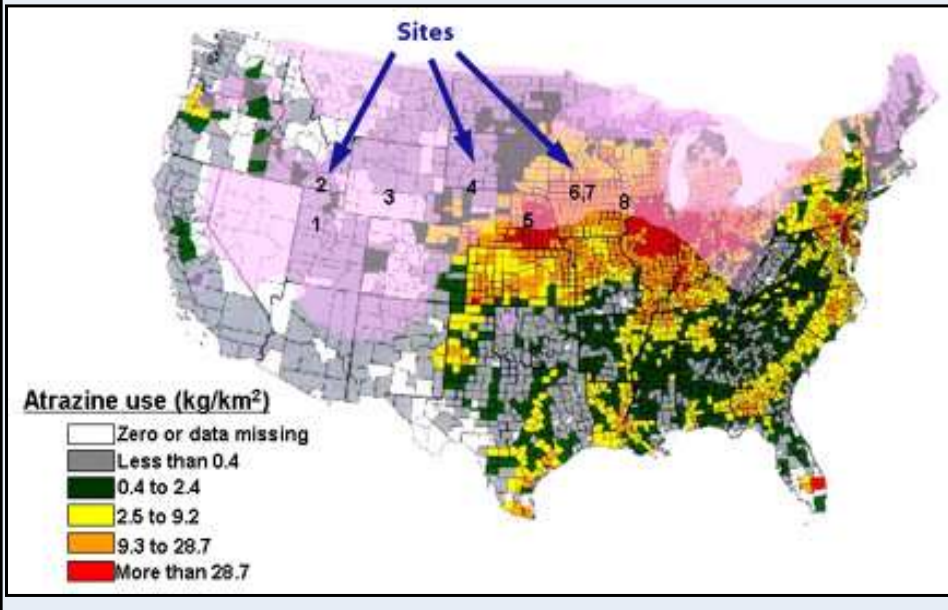 Sites
2
3
4
6,7
1
5
8
Atrazine use (kg/km²)
Zero or data missing
Less than 0.4
0.4 to 2.4
2.5 to 9.2
9.3 to 28.7
More than 28.7